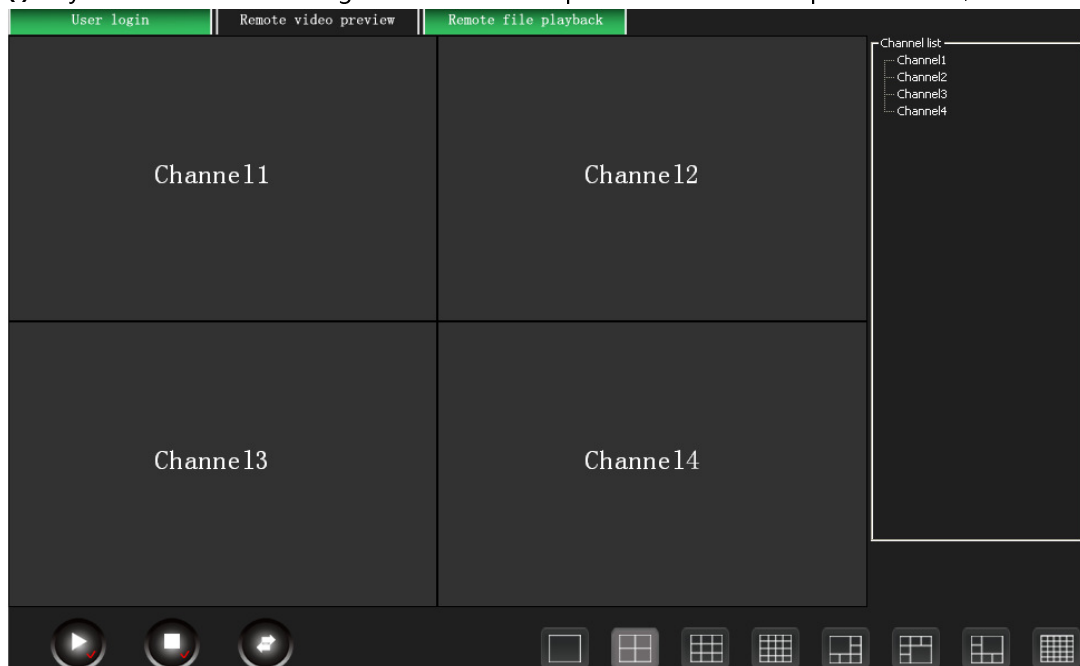 User login
Remote video preview
Remote file playback
Channel list
Channel1
Channel2
Channel3
Channel4
Channel1
Channel2
Channel3
Channel4